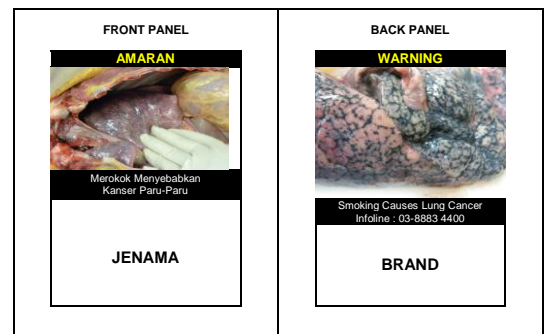 FRONT PANEL
AMARAN
Merokok Menyebabkan
Kanser Paru-Paru
JENAMA
BACK PANEL
WARNING
Smoking Causes Lung Cancer
Infoline : 03-8883 4400
BRAND